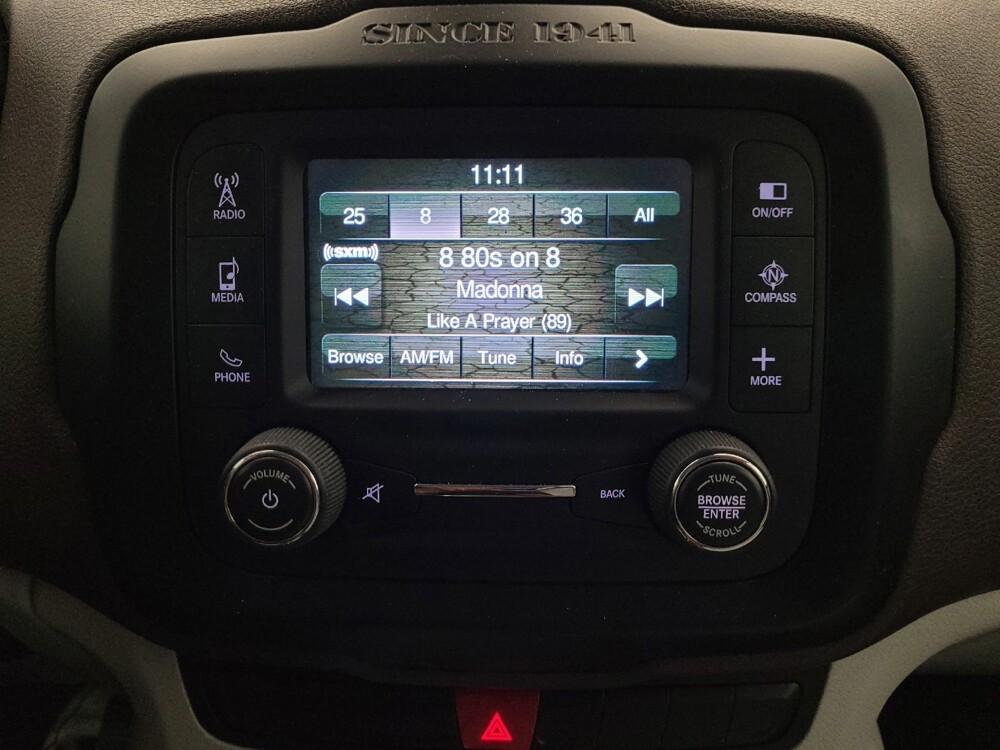 SINCE 1941
11:11
25 8 28 36 All
((sxm))
8 80s on 8
Madonna
Like A Prayer (89)
Browse AM/FM Tune Info
RADIO
MEDIA
PHONE
ON/OFF
N
COMPASS
MORE
VOLUME
BACK
TUNE
BROWSE
ENTER
SCROLL